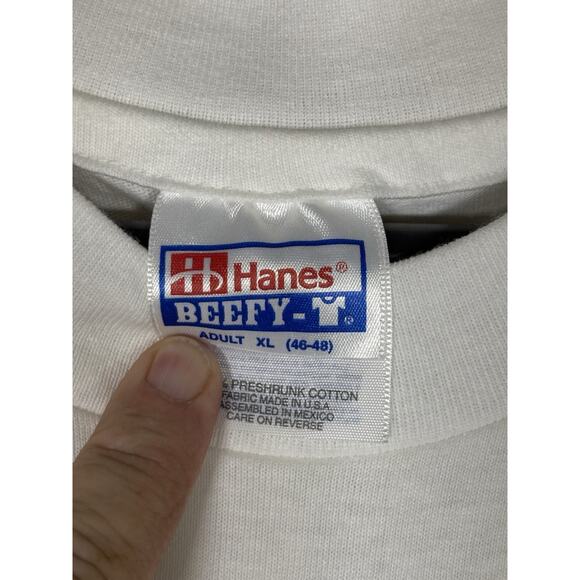 Hanes®
BEEFY-T®
ADULT XL (46-48)
% PRESHRUNK COTTON
FABRIC MADE IN U.S.A
ASSEMBLED IN MEXICO
CARE ON REVERSE